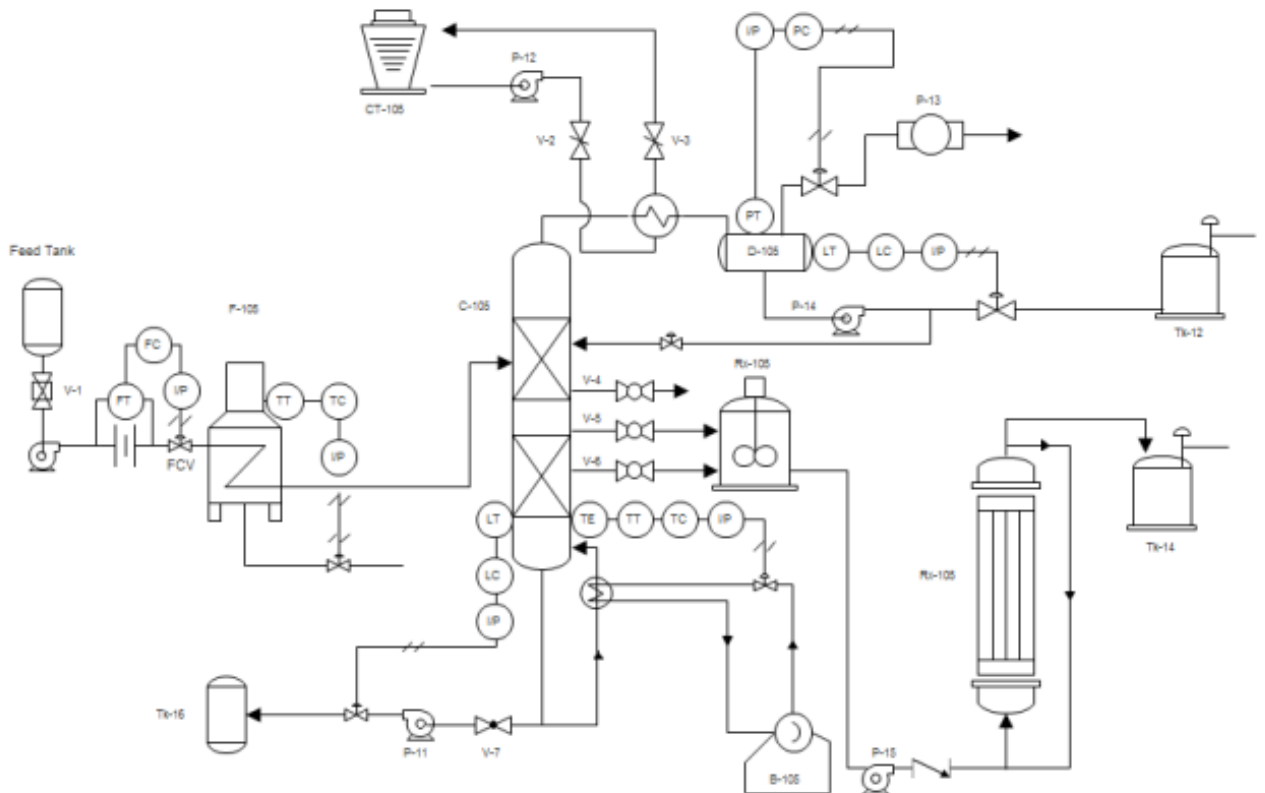 P-12
I/P
PC
CT-105
P-13
V-2
V-3
PT
Feed Tank
D-105
LT
LC
I/P
F-105
C-105
P-14
Tk-12
FC
Rx-105
V-1
FT
I/P
TT
TC
V-4
V-5
FCV
I/P
V-6
LT
TE
TT
TC
I/P
Tk-14
LC
Rx-105
I/P
Tk-16
P-11
V-7
P-15
B-105